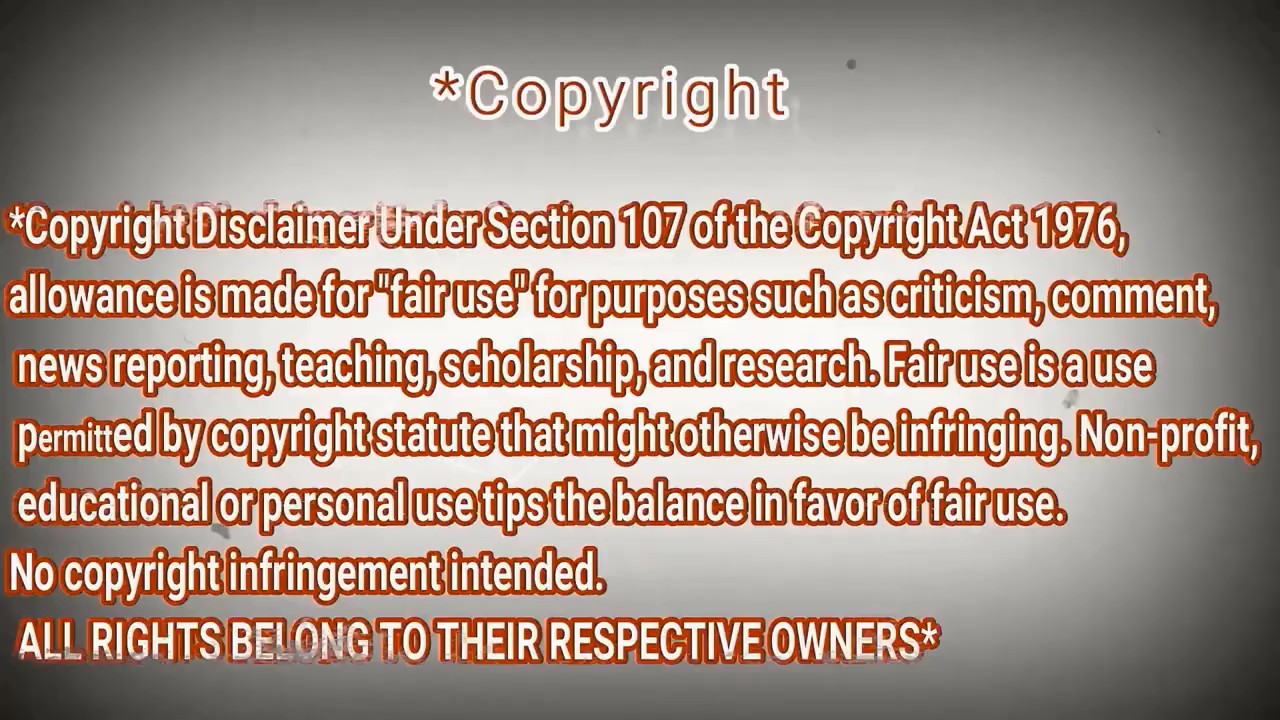 *Copyright
*Copyright Disclaimer Under Section 107 of the Copyright Act 1976,
allowance is made for "fair use" for purposes such as criticism, comment,
news reporting, teaching, scholarship, and research. Fair use is a use
permitted by copyright statute that might otherwise be infringing. Non-profit,
educational or personal use tips the balance in favor of fair use.
No copyright infringement intended.
ALL RIGHTS BELONG TO THEIR RESPECTIVE OWNERS*